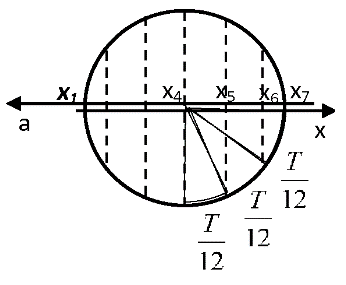 x₁ x₄ x₅ x₆ x₇
a x
T/12
T/12
T/12